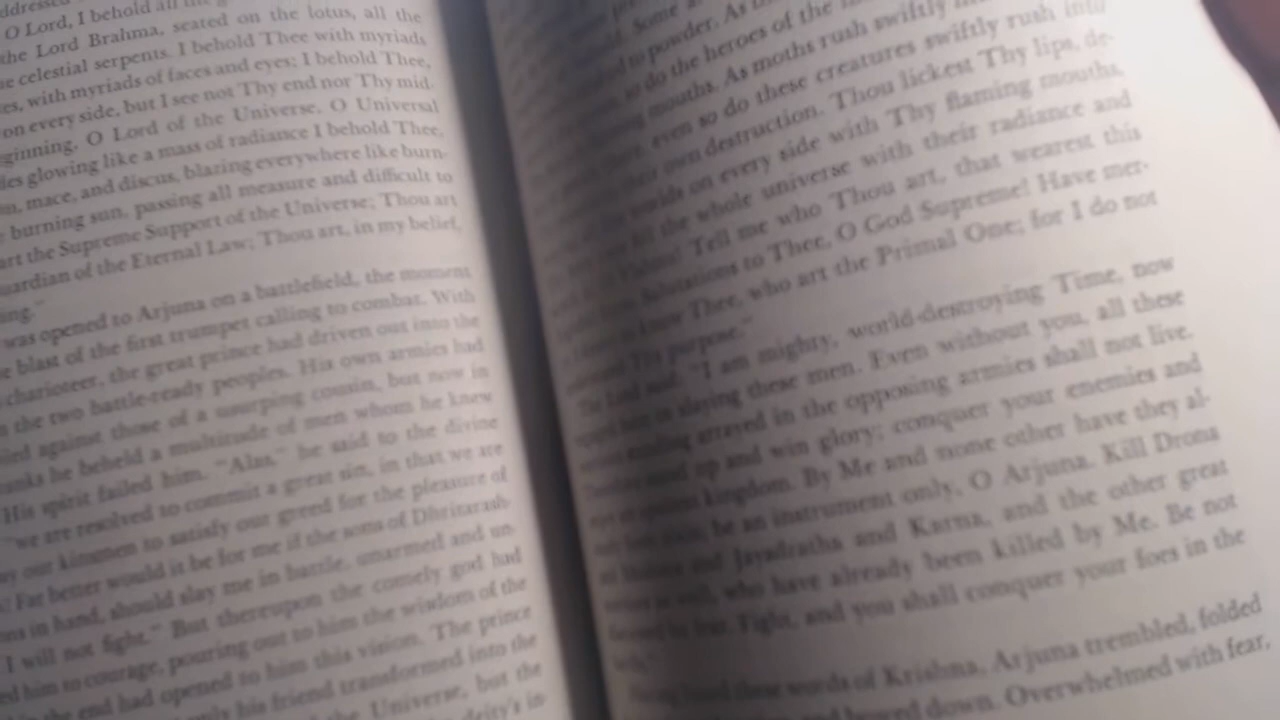 O Lord, I behold all
the Lord Brahma, seated on the lotus, all the
celestial serpents. I behold Thee with myriads
with myriads of faces and eyes; I behold Thee,
on every side, but I see not Thy end nor Thy mid-
O Lord of the Universe, O Universal
glowing like a mass of radiance I behold Thee,
mace, and discus, blazing everywhere like burn-
burning sun, passing all measure and difficult to
art the Supreme Support of the Universe; Thou art
of the Eternal Law; Thou art, in my belief,
was opened to Arjuna on a battlefield, the moment
blast of the first trumpet calling to combat. With
charioteer, the great prince had driven out into the
the two battle-ready peoples. His own armies had
against those of a usurping cousin, but now in
he beheld a multitude of men whom he knew
His spirit failed him. "Alas," he said to the divine
"we are resolved to commit a great sin, in that we are
our kinsmen to satisfy our greed for the pleasure of
Far better would it be for me if the sons of Dhritarash-
in hand, should slay me in battle, unarmed and un-
I will not fight." But thereupon the comely god had
him to courage, pouring out to him the wisdom of the
the end had opened to him this vision. The prince
his friend transformed into the
the Universe, but the
deity's in-
Some
to powder. As
so do the heroes of the
mouths. As moths rush swiftly
even so do these creatures swiftly rush into
their own destruction. Thou lickest Thy lips, de-
worlds on every side with Thy flaming mouths,
the whole universe with their radiance and
Tell me who Thou art, that wearest this
Salutations to Thee, O God Supreme! Have mer-
to know Thee, who art the Primal One; for I do not
Thy purpose."
The Lord said: "I am mighty, world-destroying Time, now
slaying these men. Even without you, all these
arrayed in the opposing armies shall not live.
stand up and win glory; conquer your enemies and
kingdom. By Me and none other have they al-
be an instrument only, O Arjuna. Kill Drona
and Jayadratha and Karna, and the other great
who have already been killed by Me. Be not
Fight, and you shall conquer your foes in the
these words of Krishna, Arjuna trembled, folded
and bowed down. Overwhelmed with fear,